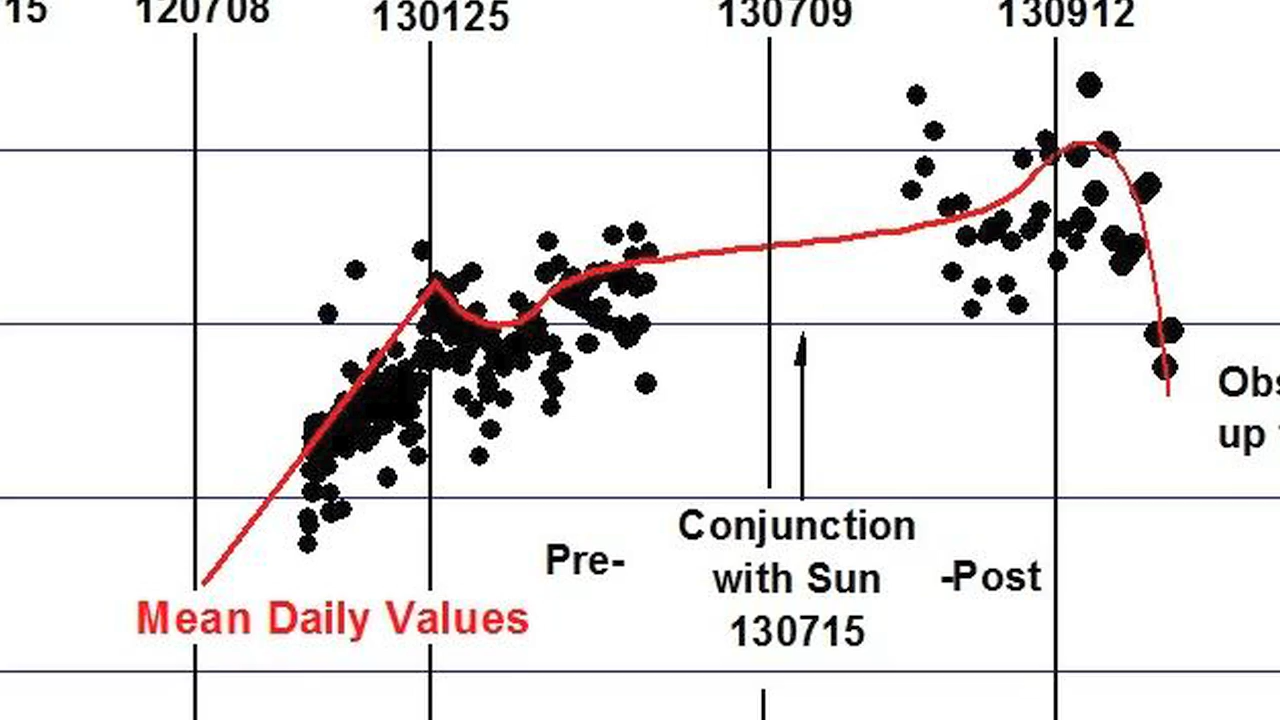 15 120708 130125 130709 130912
Obs
up
Conjunction
Pre- with Sun -Post
130715
Mean Daily Values